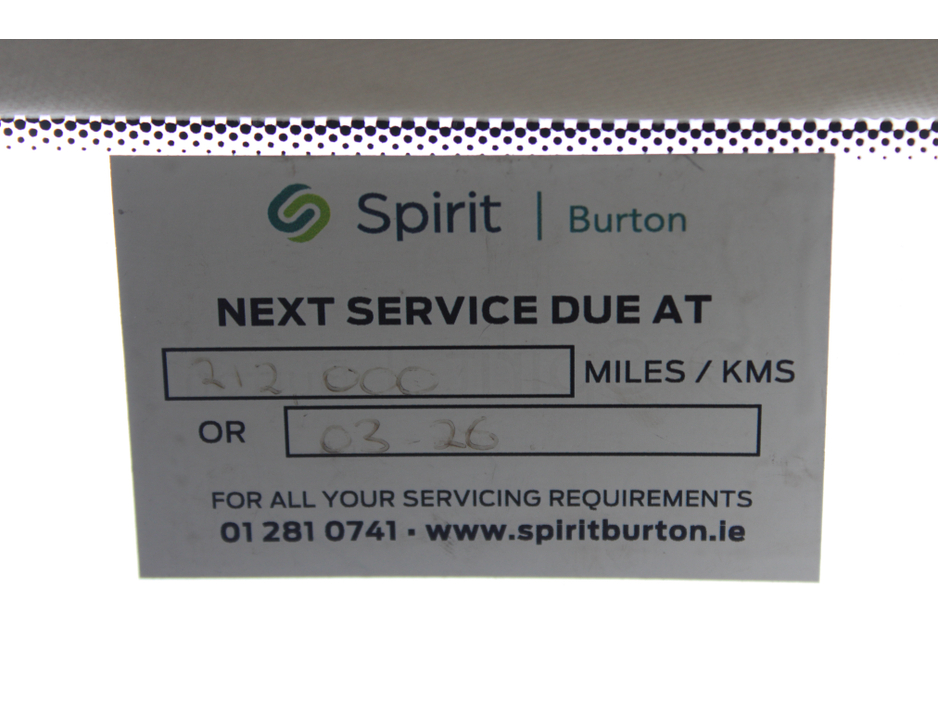 Spirit | Burton
NEXT SERVICE DUE AT
212 000 MILES / KMS
OR 03-26
FOR ALL YOUR SERVICING REQUIREMENTS
01 281 0741 • www.spiritburton.ie